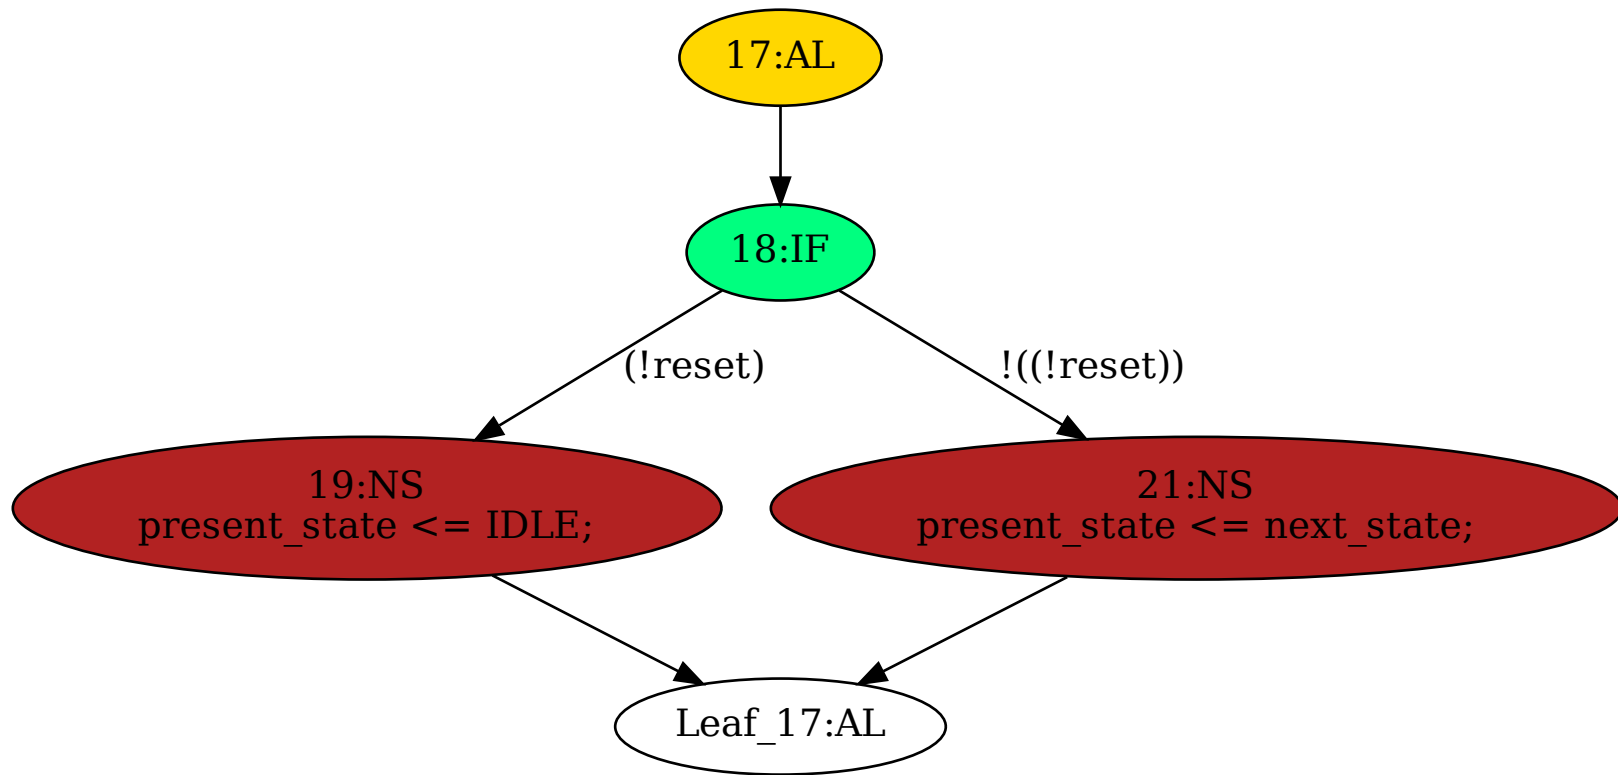 17:AL
18:IF
(!reset)
!((!reset))
19:NS
present_state <= IDLE;
21:NS
present_state <= next_state;
Leaf_17:AL